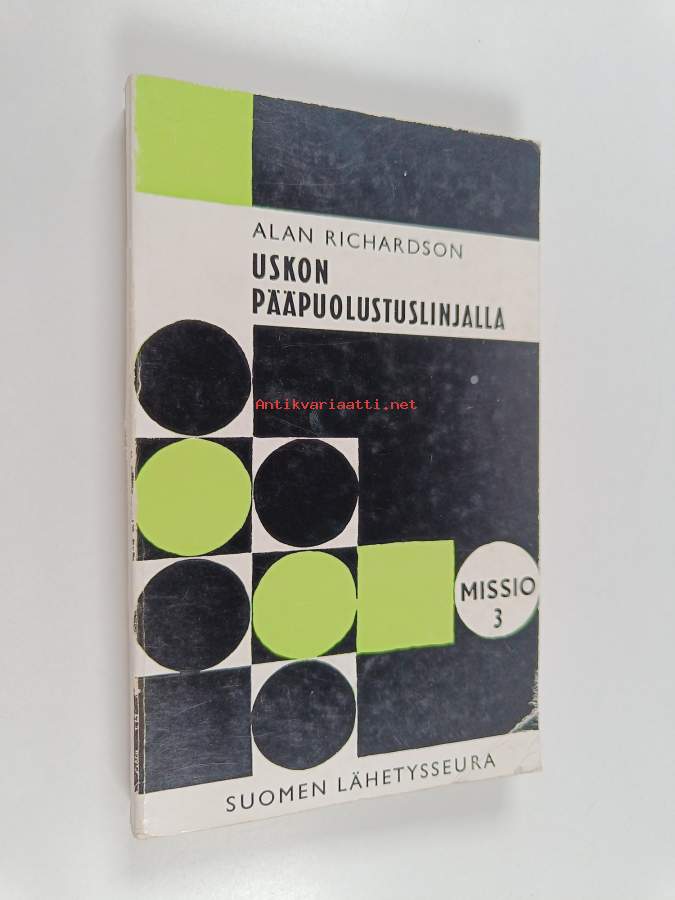 ALAN RICHARDSON
USKON
PÄÄPUOLUSTUSLINJALLA
Antikvariaatti.net
MISSIO
3
SUOMEN LÄHETYSSEURA